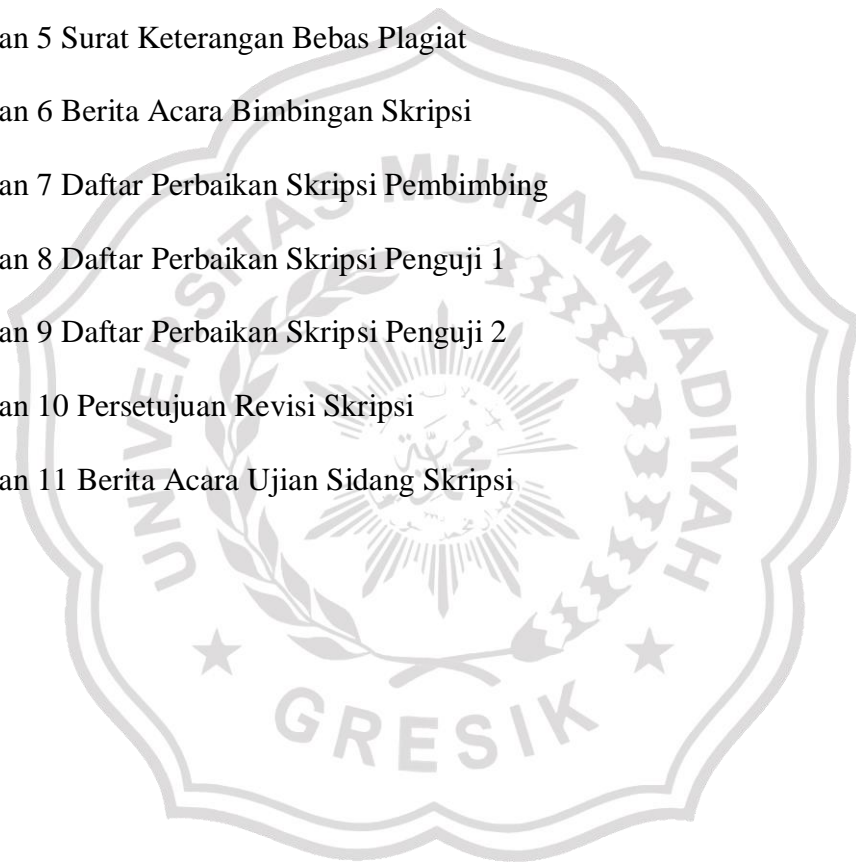 an 5 Surat Keterangan Bebas Plagiat
an 6 Berita Acara Bimbingan Skripsi
an 7 Daftar Perbaikan Skripsi Pembimbing
an 8 Daftar Perbaikan Skripsi Penguji 1
an 9 Daftar Perbaikan Skripsi Penguji 2
an 10 Persetujuan Revisi Skripsi
an 11 Berita Acara Ujian Sidang Skripsi
UNIVERSITAS MUHAMMADIYAH
GRESIK